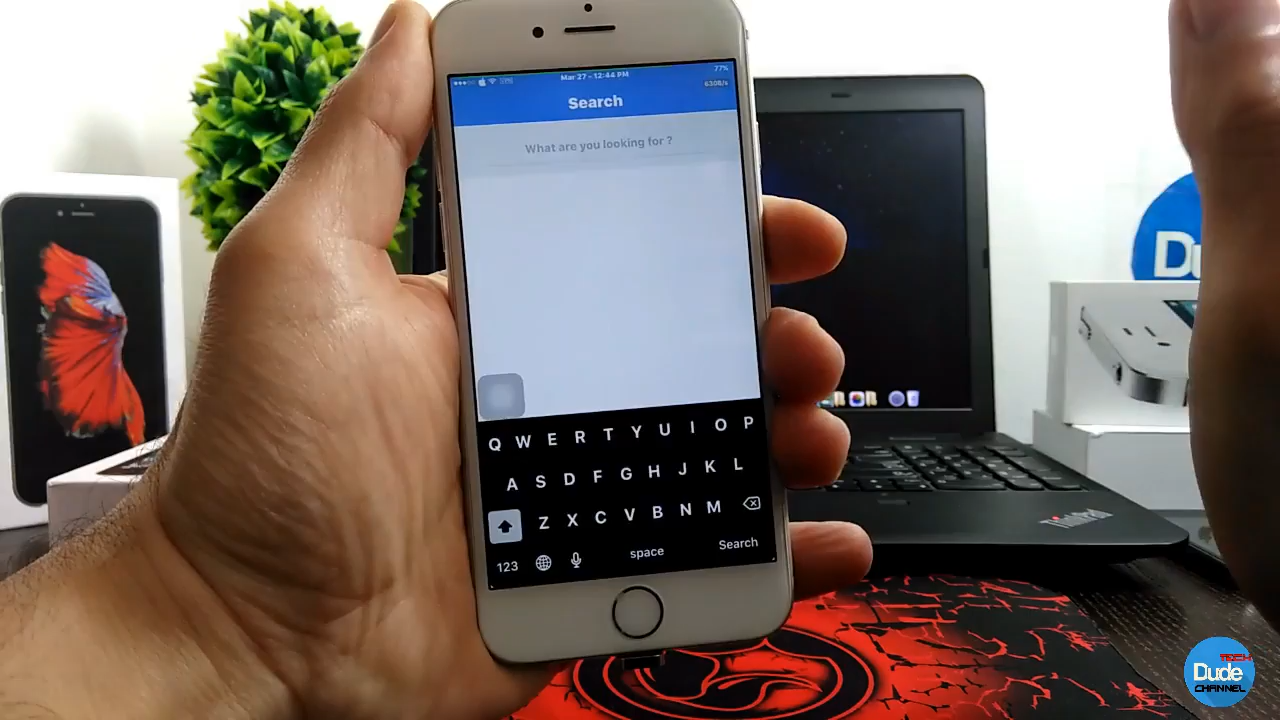 Mar 27 - 12:44 PM
77%
630B/s
Search
What are you looking for ?
Q W E R T Y U I O P
A S D F G H J K L
Z X C V B N M
123 space Search
ThinkPad
Du
TECH
Dude
CHANNEL